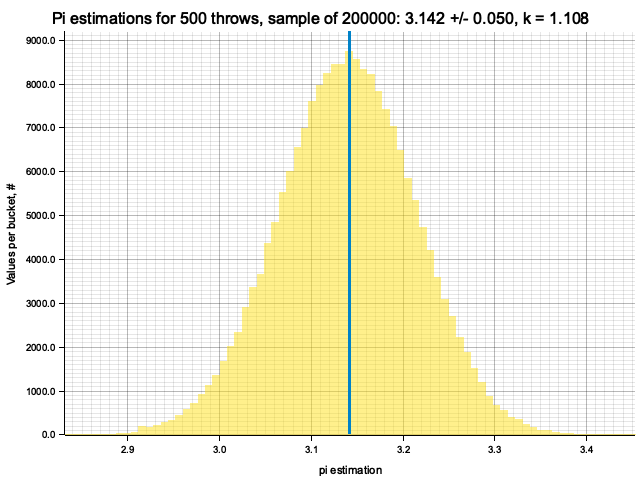 Pi estimations for 500 throws, sample of 200000: 3.142 +/- 0.050, k = 1.108
9000.0
8000.0
7000.0
6000.0
5000.0
4000.0
3000.0
2000.0
1000.0
0.0
Values per bucket, #
2.9 3.0 3.1 3.2 3.3 3.4
pi estimation